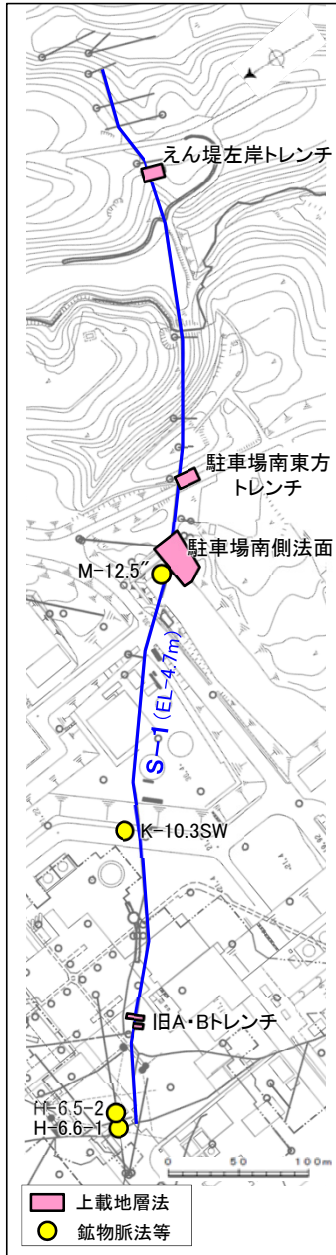 えん堤左岸トレンチ
駐車場南東方
トレンチ
駐車場南側法面
M-12.5″
S-1(EL-4.7m)
K-10.3SW
旧A・Bトレンチ
H-6.5-2
H-6.6-1
0 50 100m
上載地層法
鉱物脈法等